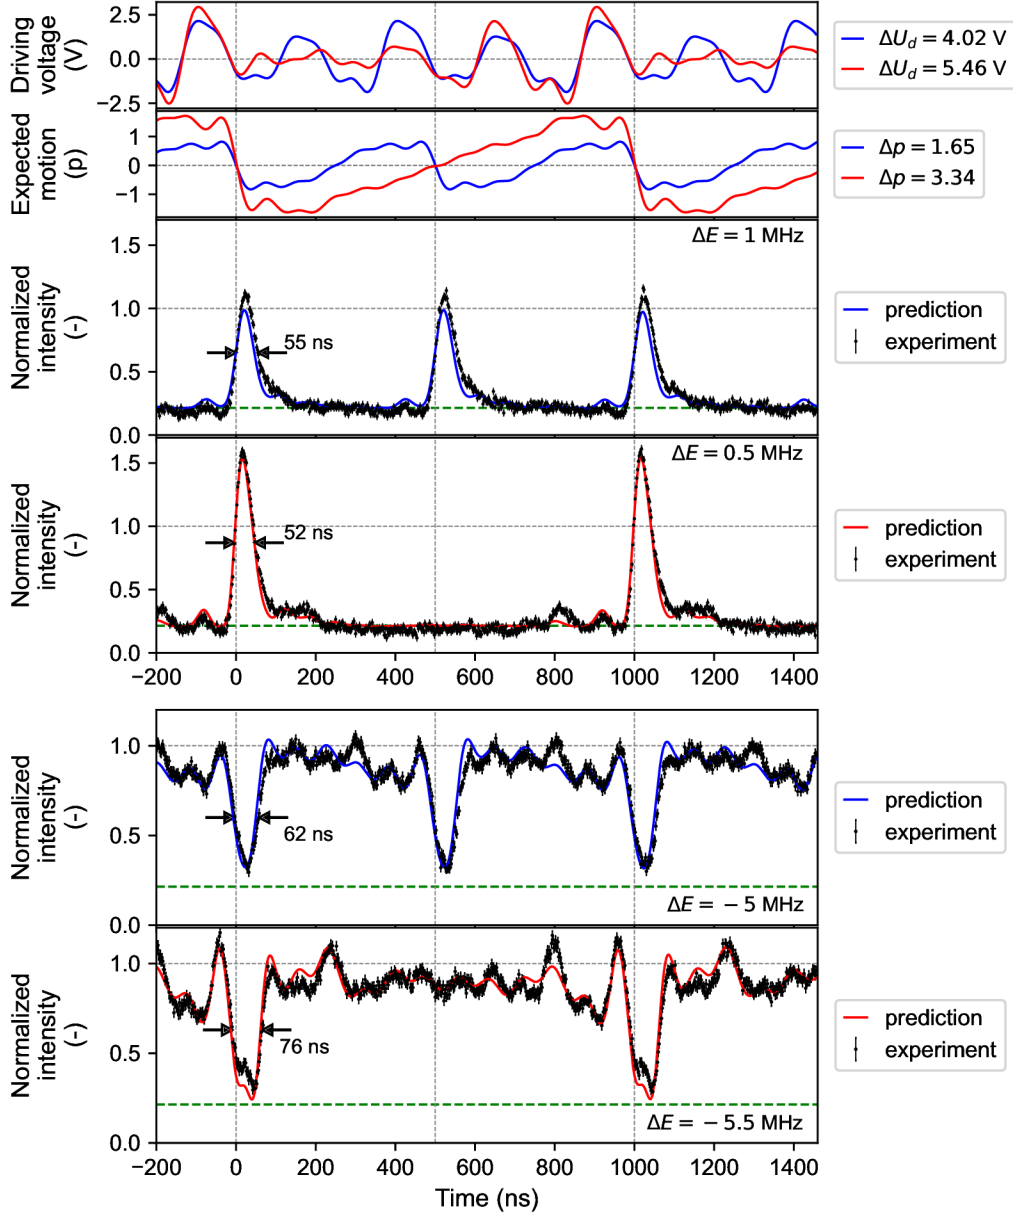 Driving
voltage
(V)
2.5
0.0
−2.5
ΔU_d = 4.02 V
ΔU_d = 5.46 V
Expected
motion
(p)
1
0
−1
Δp = 1.65
Δp = 3.34
Normalized
intensity
(-)
1.5
1.0
0.5
0.0
ΔE = 1 MHz
55 ns
prediction
experiment
Normalized
intensity
(-)
1.5
1.0
0.5
0.0
ΔE = 0.5 MHz
52 ns
prediction
experiment
−200 0 200 400 600 800 1000 1200 1400
Normalized
intensity
(-)
1.0
0.5
0.0
62 ns
ΔE = − 5 MHz
prediction
experiment
Normalized
intensity
(-)
1.0
0.5
0.0
76 ns
ΔE = − 5.5 MHz
prediction
experiment
−200 0 200 400 600 800 1000 1200 1400
Time (ns)